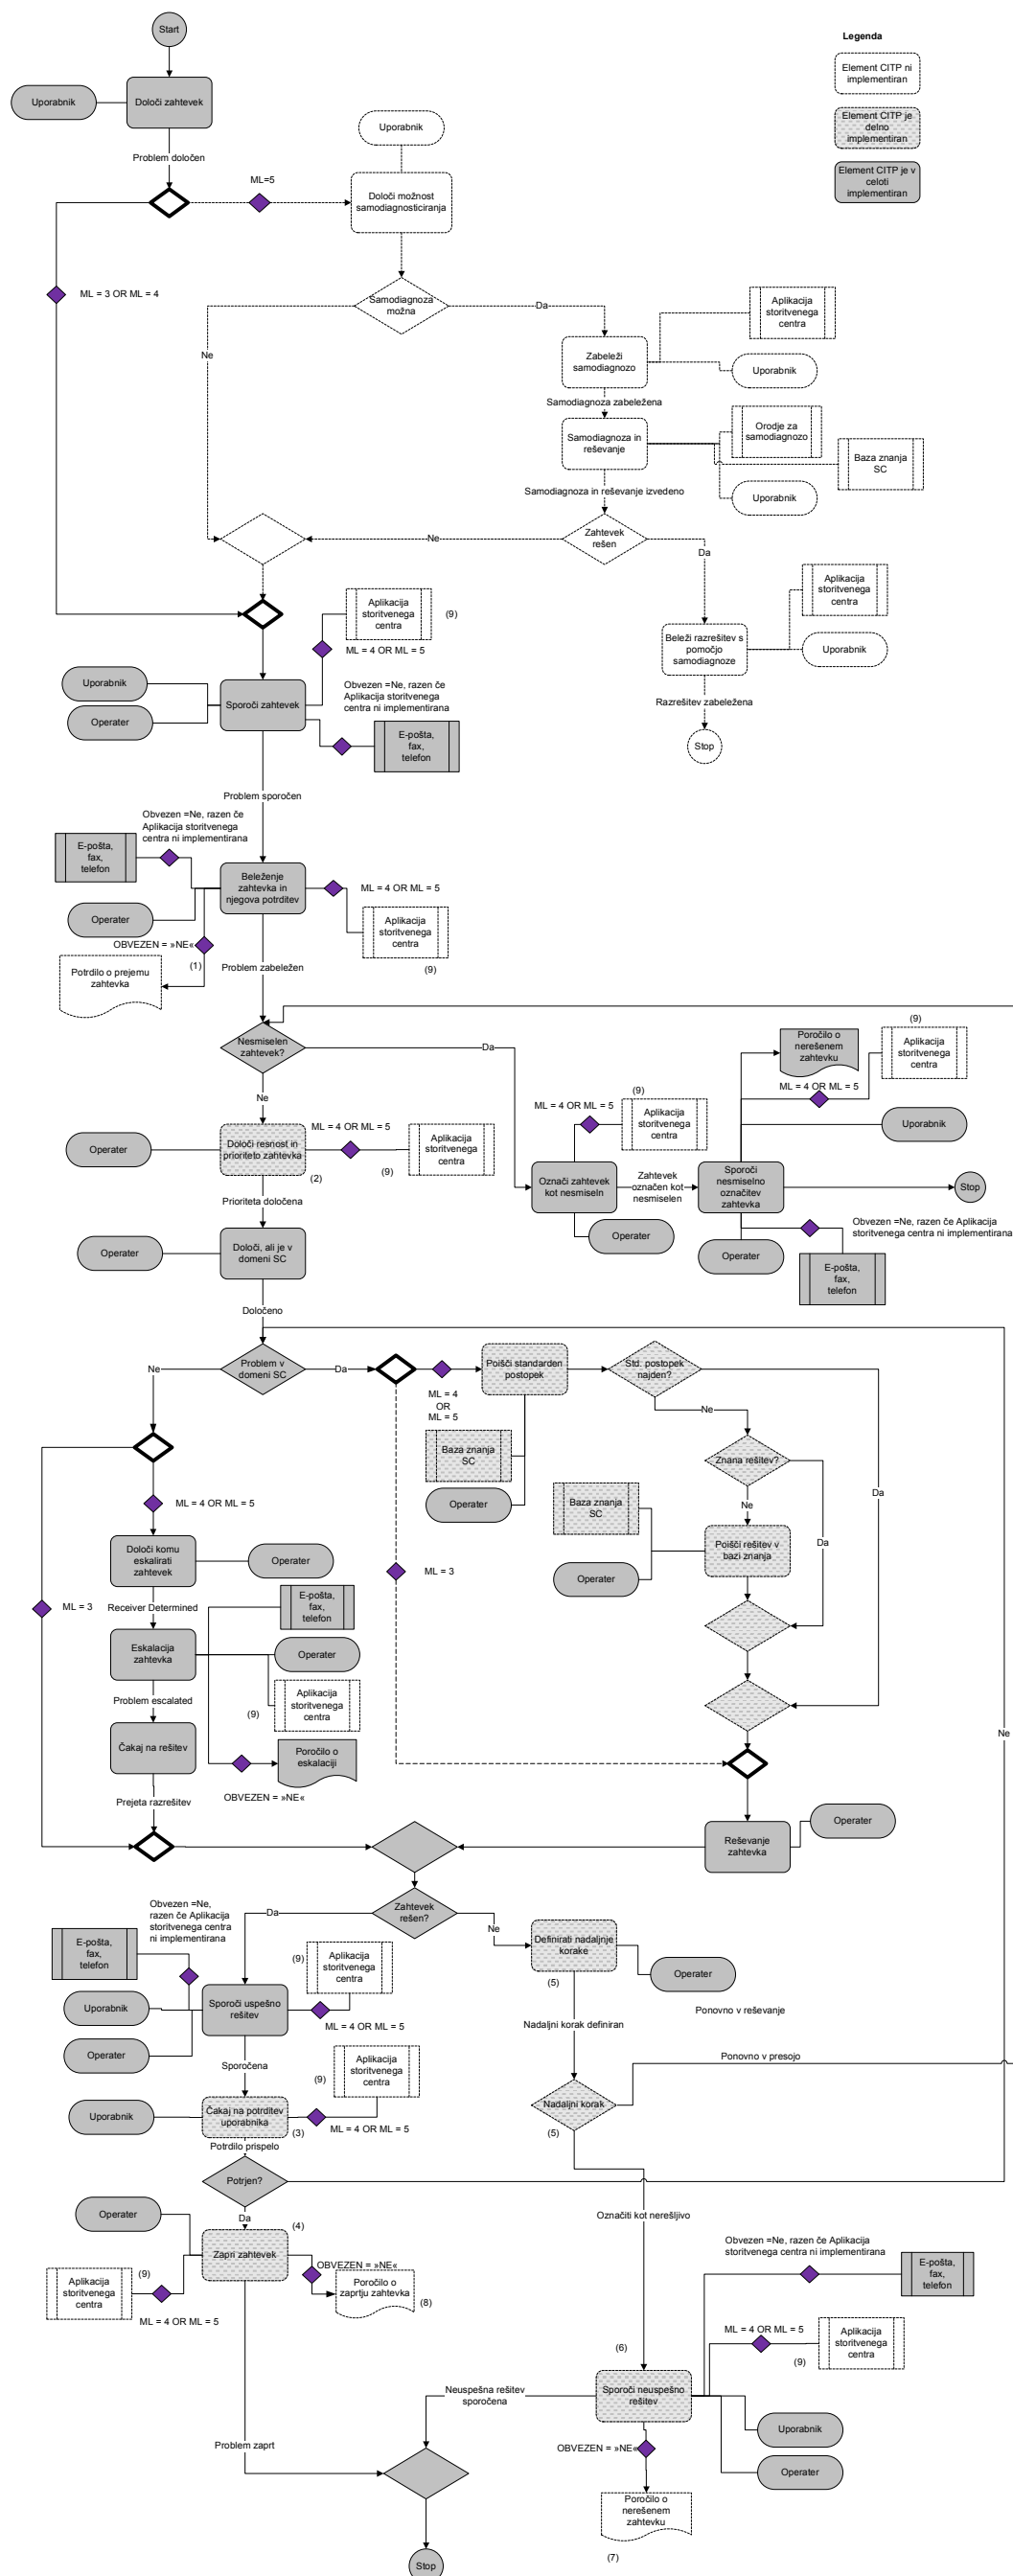 Start
Legenda
Element CITP ni
implementiran
Uporabnik
Določi zahtevek
Element CITP je
delno
implementiran
Uporabnik
Problem določen
Element CITP je v
celoti
implementiran
ML=5
Določi možnost
samodiagnosticiranja
ML = 3 OR ML = 4
Samodiagnoza
možna
Da
Aplikacija
storitvenega
centra
Ne
Zabeleži
samodiagnozo
Uporabnik
Samodiagnoza zabeležena
Orodje za
samodiagnozo
Samodiagnoza in
reševanje
Baza znanja
SC
Samodiagnoza in reševanje izvedeno
Uporabnik
Ne
Zahtevek
rešen
Da
Aplikacija
storitvenega
centra
Aplikacija
storitvenega
centra
(9)
Beleži razrešitev s
pomočjo
samodiagnoze
Uporabnik
ML = 4 OR ML = 5
Uporabnik
Sporoči zahtevek
Operater
Obvezen =Ne, razen če
Aplikacija storitvenega
centra ni implementirana
Razrešitev zabeležena
E-pošta,
fax,
telefon
Stop
Problem sporočen
Obvezen =Ne, razen če
Aplikacija storitvenega
centra ni implementirana
E-pošta,
fax,
telefon
Beleženje
zahtevka in
njegova potrditev
ML = 4 OR ML = 5
Operater
Aplikacija
storitvenega
centra
OBVEZEN = »NE«
(1)
Potrdilo o prejemu
zahtevka
Problem zabeležen
(9)
Nesmiselen
zahtevek?
Da
Poročilo o
nerešenem
zahtevku
(9)
Aplikacija
storitvenega
centra
ML = 4 OR ML = 5
Ne
(9)
ML = 4 OR ML = 5
Aplikacija
storitvenega
centra
Uporabnik
Operater
Določi resnost in
prioriteto zahtevka
ML = 4 OR ML = 5
Aplikacija
storitvenega
centra
(9)
(2)
Označi zahtevek
kot nesmiseln
Zahtevek
označen kot
nesmiselen
Sporoči
nesmiselno
označitev
zahtevka
Stop
Prioriteta določena
Operater
Operater
Določi, ali je v
domeni SC
Operater
Obvezen =Ne, razen če Aplikacija
storitvenega centra ni implementirana
E-pošta,
fax,
telefon
Določeno
Ne
Problem v
domeni SC
Da
Poišči standarden
postopek
Std. postopek
najden?
ML = 4
OR
ML = 5
Ne
Baza znanja
SC
Znana rešitev?
Da
Operater
Baza znanja
SC
Ne
ML = 4 OR ML = 5
Poišči rešitev v
bazi znanja
Da
Določi komu
eskalirati
zahtevek
Operater
ML = 3
Operater
ML = 3
Receiver Determined
E-pošta,
fax,
telefon
Eskalacija
zahtevka
Operater
Problem escalated
Aplikacija
storitvenega
centra
(9)
Ne
Čakaj na rešitev
Poročilo o
eskalaciji
OBVEZEN = »NE«
Prejeta razrešitev
Operater
Reševanje
zahtevka
Obvezen =Ne,
razen če Aplikacija
storitvenega centra
ni implementirana
Da
Zahtevek
rešen?
Ne
E-pošta,
fax,
telefon
(9)
Aplikacija
storitvenega
centra
Definirati nadaljnje
korake
Operater
(5)
Uporabnik
Sporoči uspešno
rešitev
ML = 4 OR ML = 5
Ponovno v reševanje
Nadaljni korak definiran
Operater
Sporočena
Ponovno v presojo
(9)
Aplikacija
storitvenega
centra
Uporabnik
Čakaj na potrditev
uporabnika
(3)
ML = 4 OR ML = 5
Nadaljni korak
(5)
Potrdilo prispelo
Potrjen?
Operater
Da
(4)
Označiti kot nerešljivo
Zapri zahtevek
(9)
Aplikacija
storitvenega
centra
ML = 4 OR ML = 5
OBVEZEN = »NE«
Poročilo o
zaprtju zahtevka
(8)
Obvezen =Ne, razen če Aplikacija
storitvenega centra ni implementirana
E-pošta,
fax,
telefon
ML = 4 OR ML = 5
(6)
Aplikacija
storitvenega
centra
(9)
Neuspešna rešitev
sporočena
Sporoči neuspešno
rešitev
Uporabnik
Problem zaprt
OBVEZEN = »NE«
Operater
Poročilo o
nerešenem
zahtevku
(7)
Stop